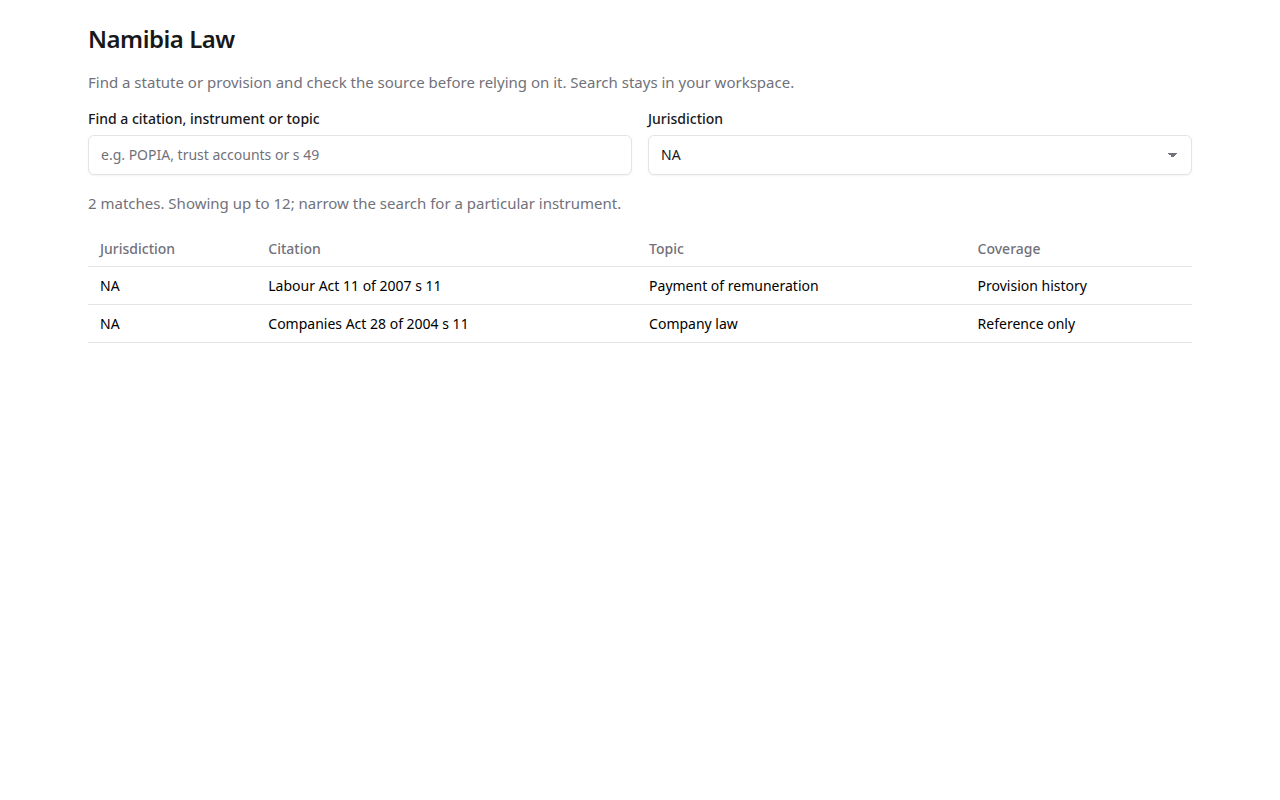 Namibia Law
Find a statute or provision and check the source before relying on it. Search stays in your workspace.
Find a citation, instrument or topic
Jurisdiction
e.g. POPIA, trust accounts or s 49
NA
2 matches. Showing up to 12; narrow the search for a particular instrument.
Jurisdiction Citation Topic Coverage
NA Labour Act 11 of 2007 s 11 Payment of remuneration Provision history
NA Companies Act 28 of 2004 s 11 Company law Reference only